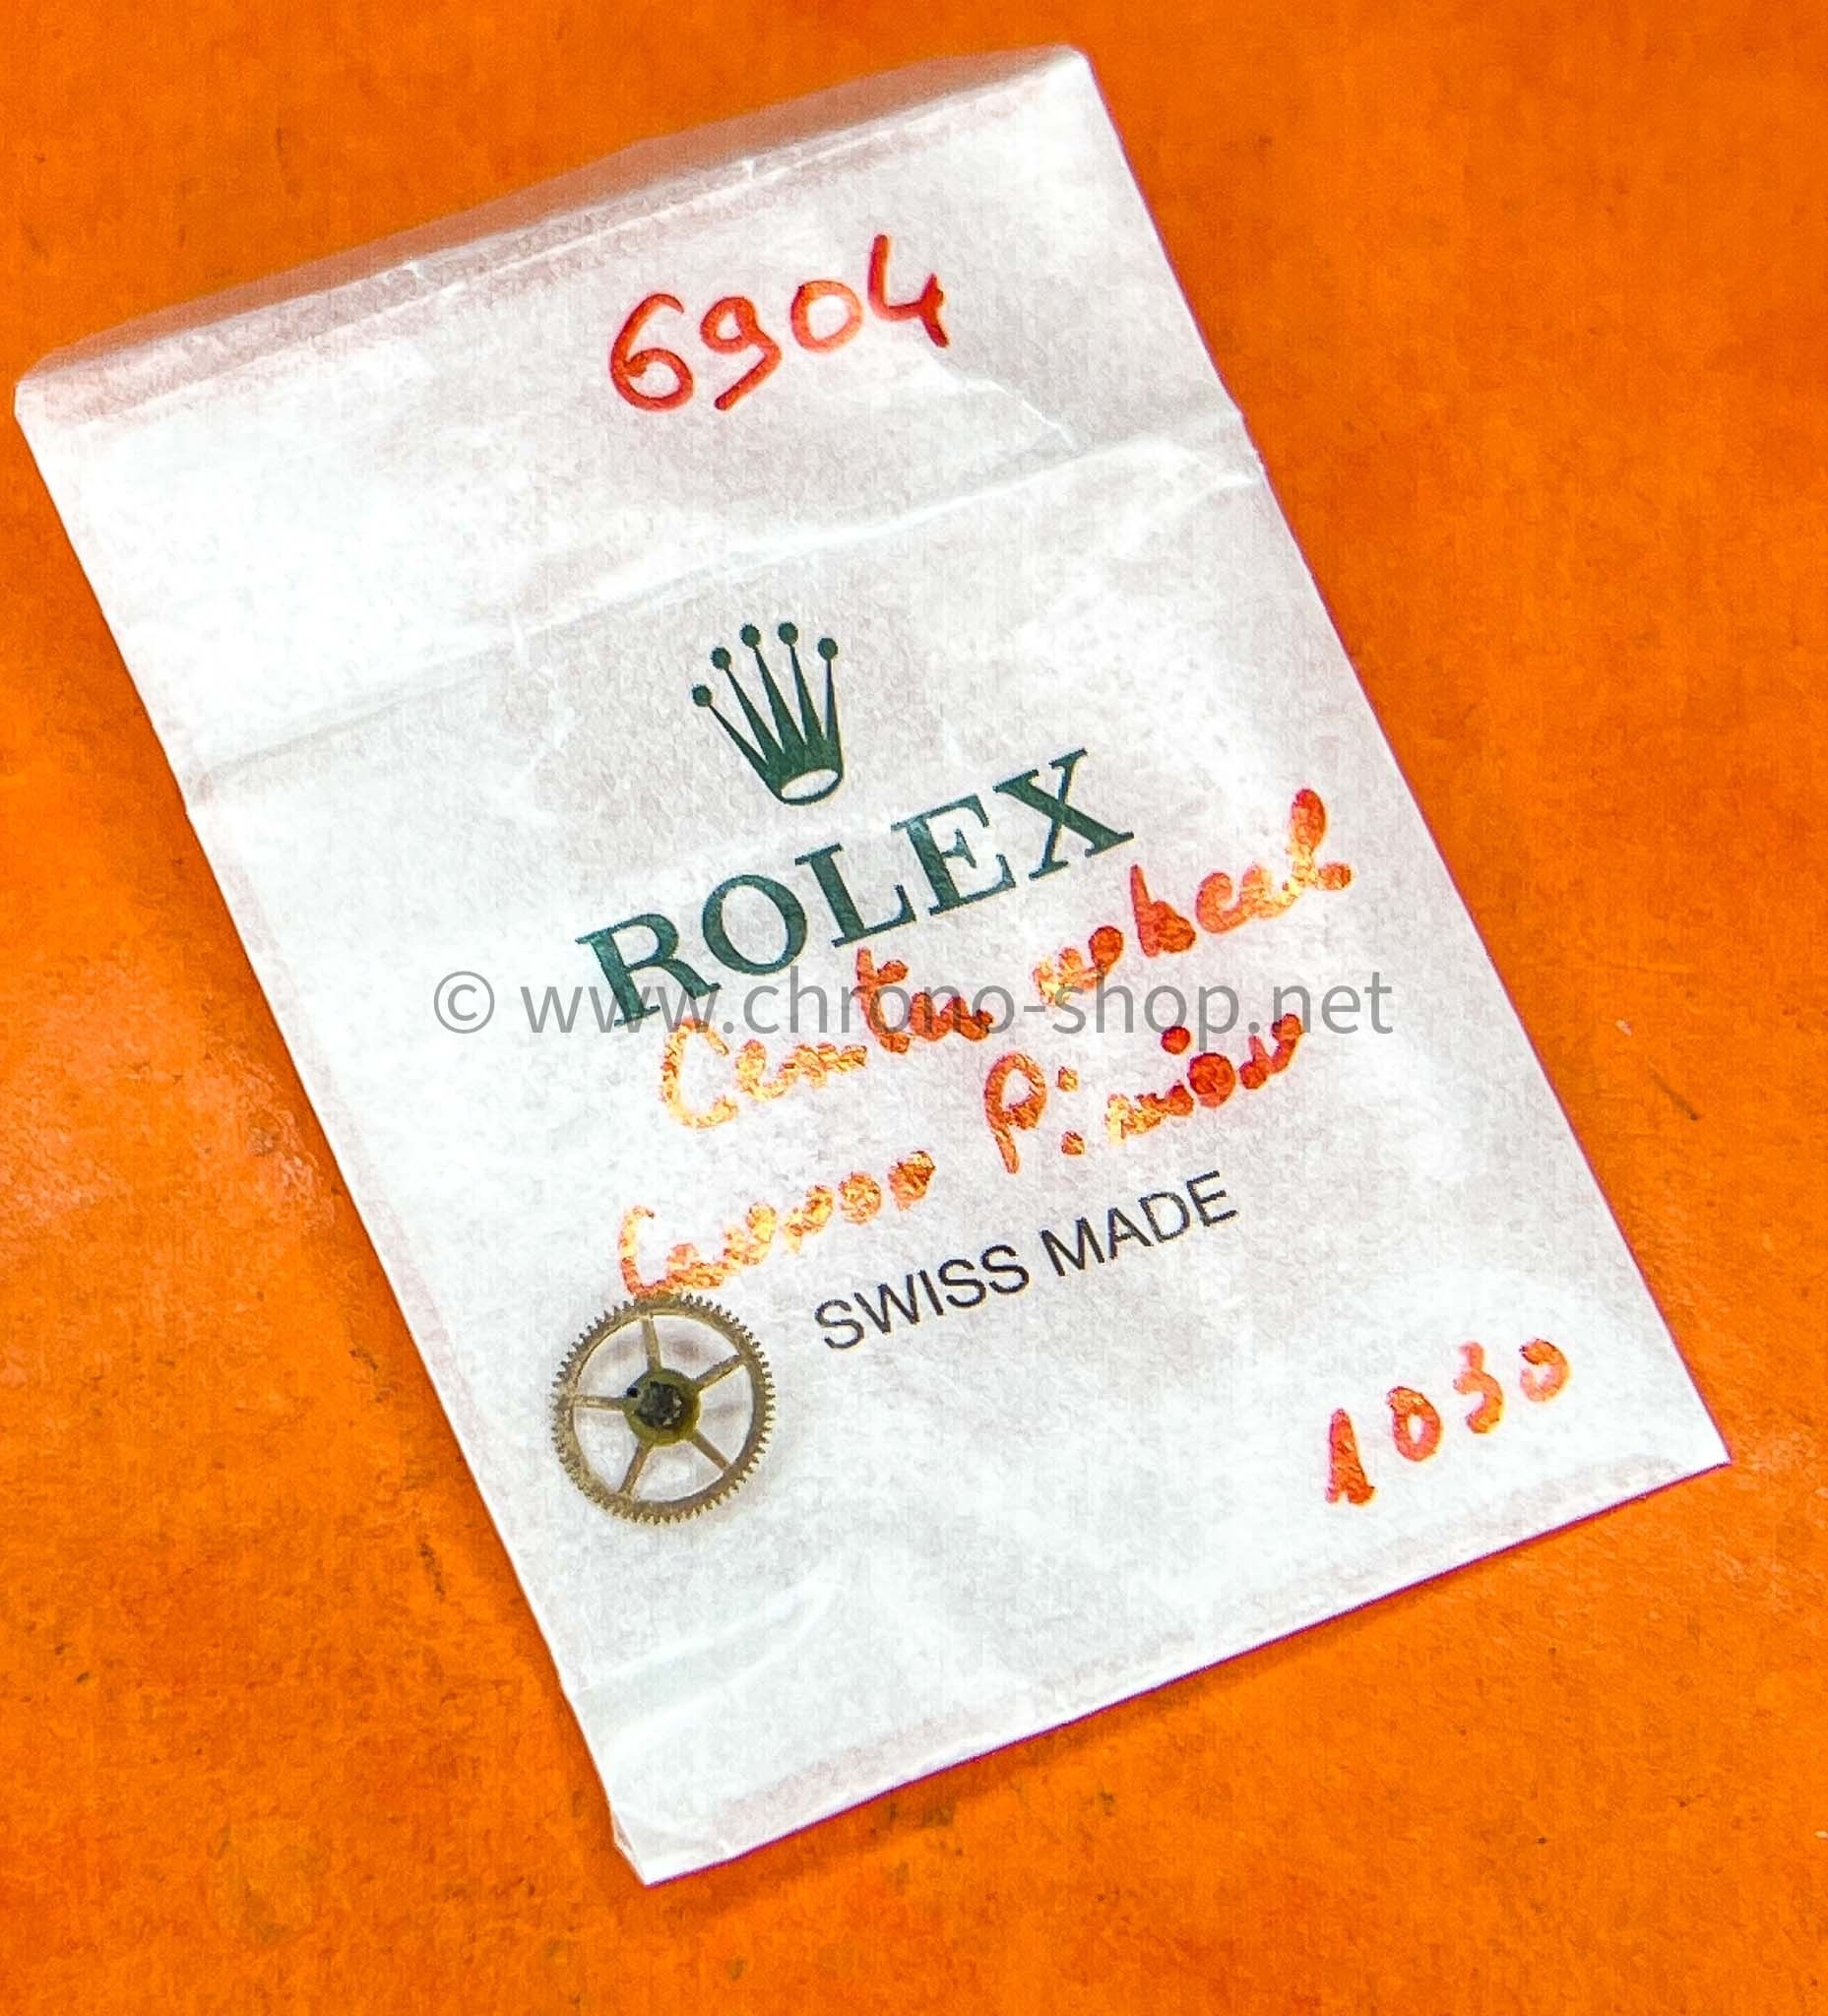 6904
ROLEX
Center wheel
© www.chrono-shop.net
Cannon Pinion
SWISS MADE
1030